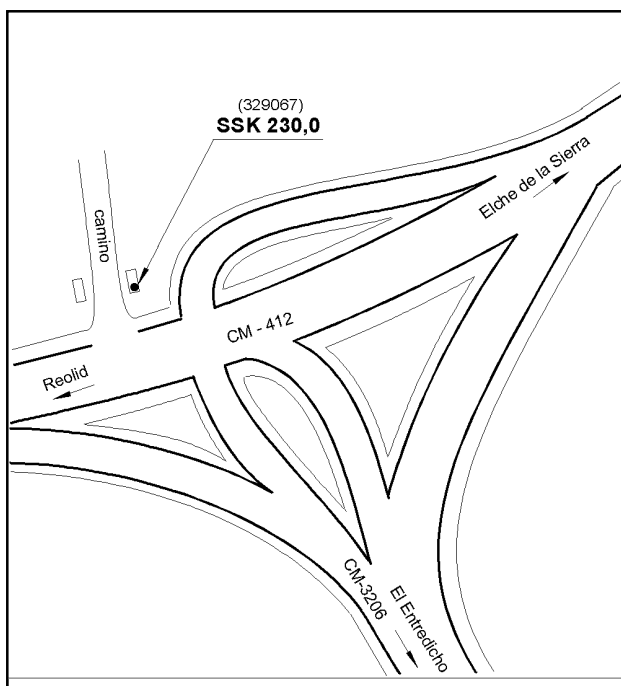 (329067)
SSK 230,0
camino
Elche de la Sierra
CM - 412
Reolid
CM-3206
El Entredicho